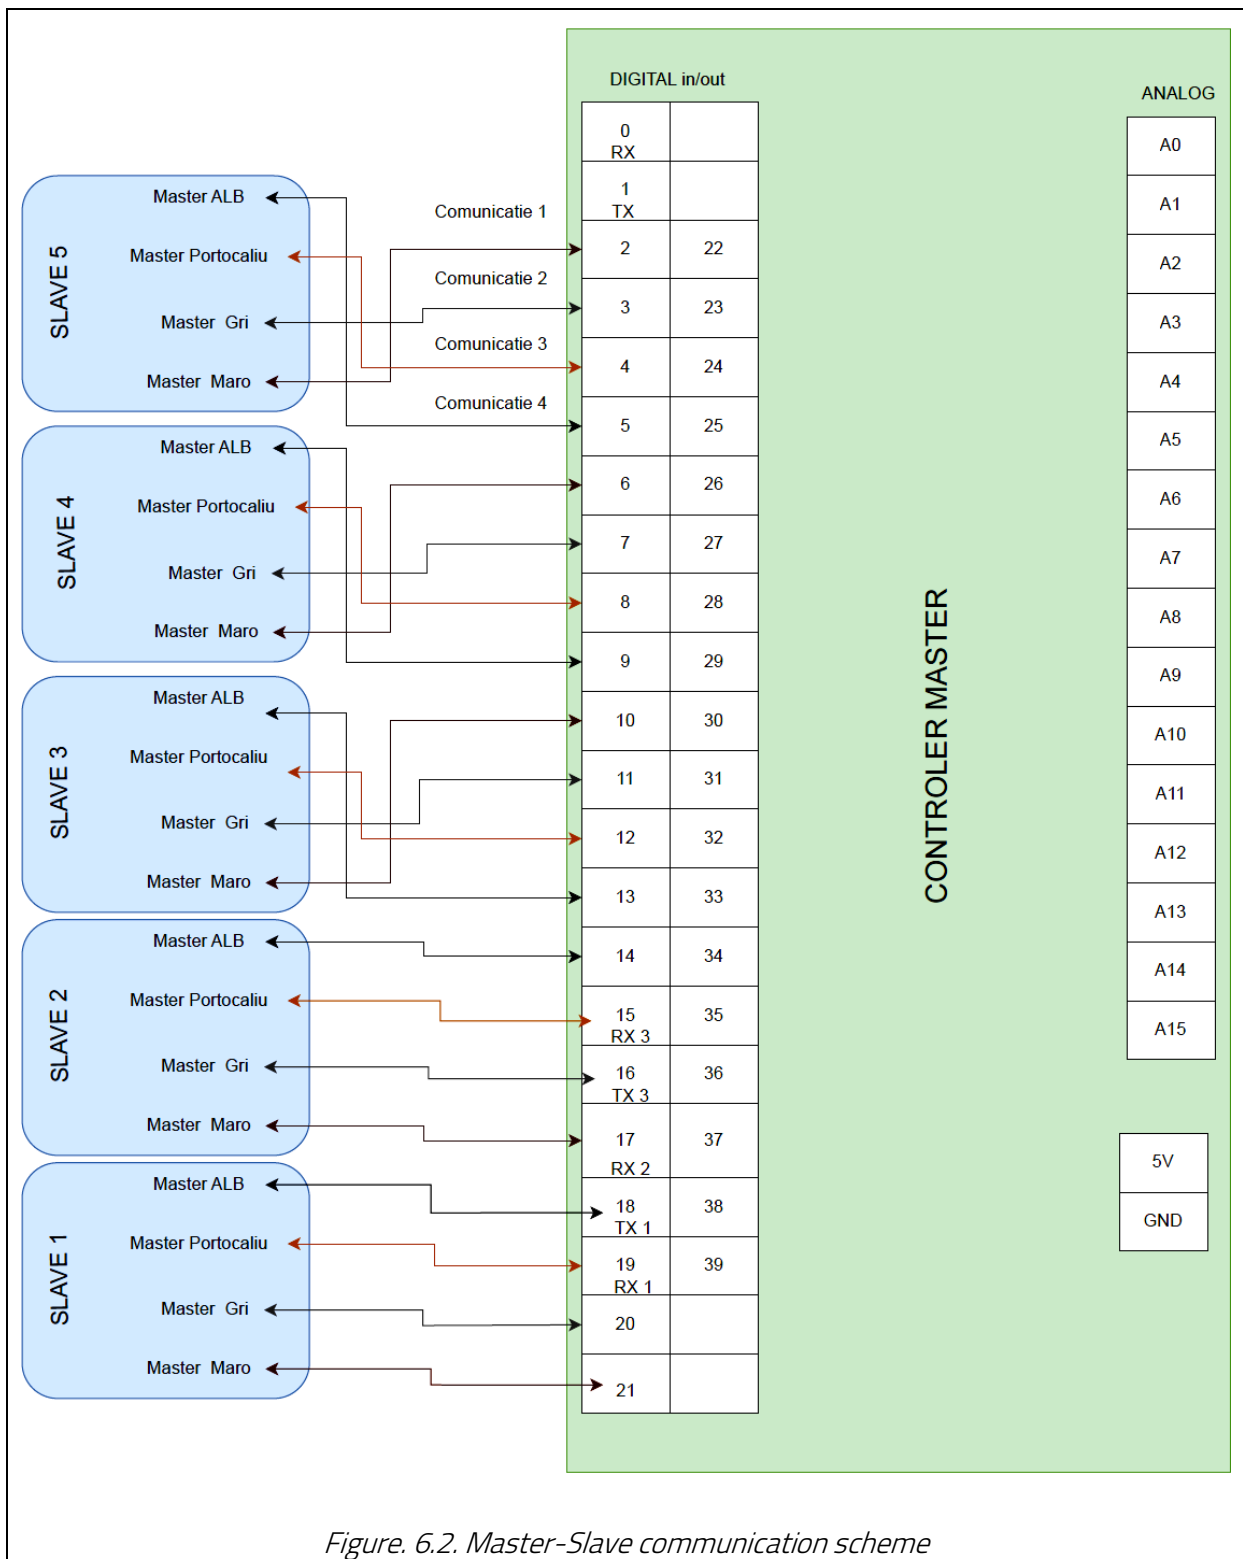 DIGITAL in/out
ANALOG
0
RX
1
TX
2
22
3
23
4
24
5
25
6
26
7
27
8
28
9
29
10
30
11
31
12
32
13
33
14
34
15
RX 3
35
16
TX 3
36
17
RX 2
37
18
TX 1
38
19
RX 1
39
20
21
A0
A1
A2
A3
A4
A5
A6
A7
A8
A9
A10
A11
A12
A13
A14
A15
5V
GND
CONTROLER MASTER
Comunicatie 1
Comunicatie 2
Comunicatie 3
Comunicatie 4
SLAVE 5
Master ALB
Master Portocaliu
Master Gri
Master Maro
SLAVE 4
Master ALB
Master Portocaliu
Master Gri
Master Maro
SLAVE 3
Master ALB
Master Portocaliu
Master Gri
Master Maro
SLAVE 2
Master ALB
Master Portocaliu
Master Gri
Master Maro
SLAVE 1
Master ALB
Master Portocaliu
Master Gri
Master Maro
Figure. 6.2. Master-Slave communication scheme